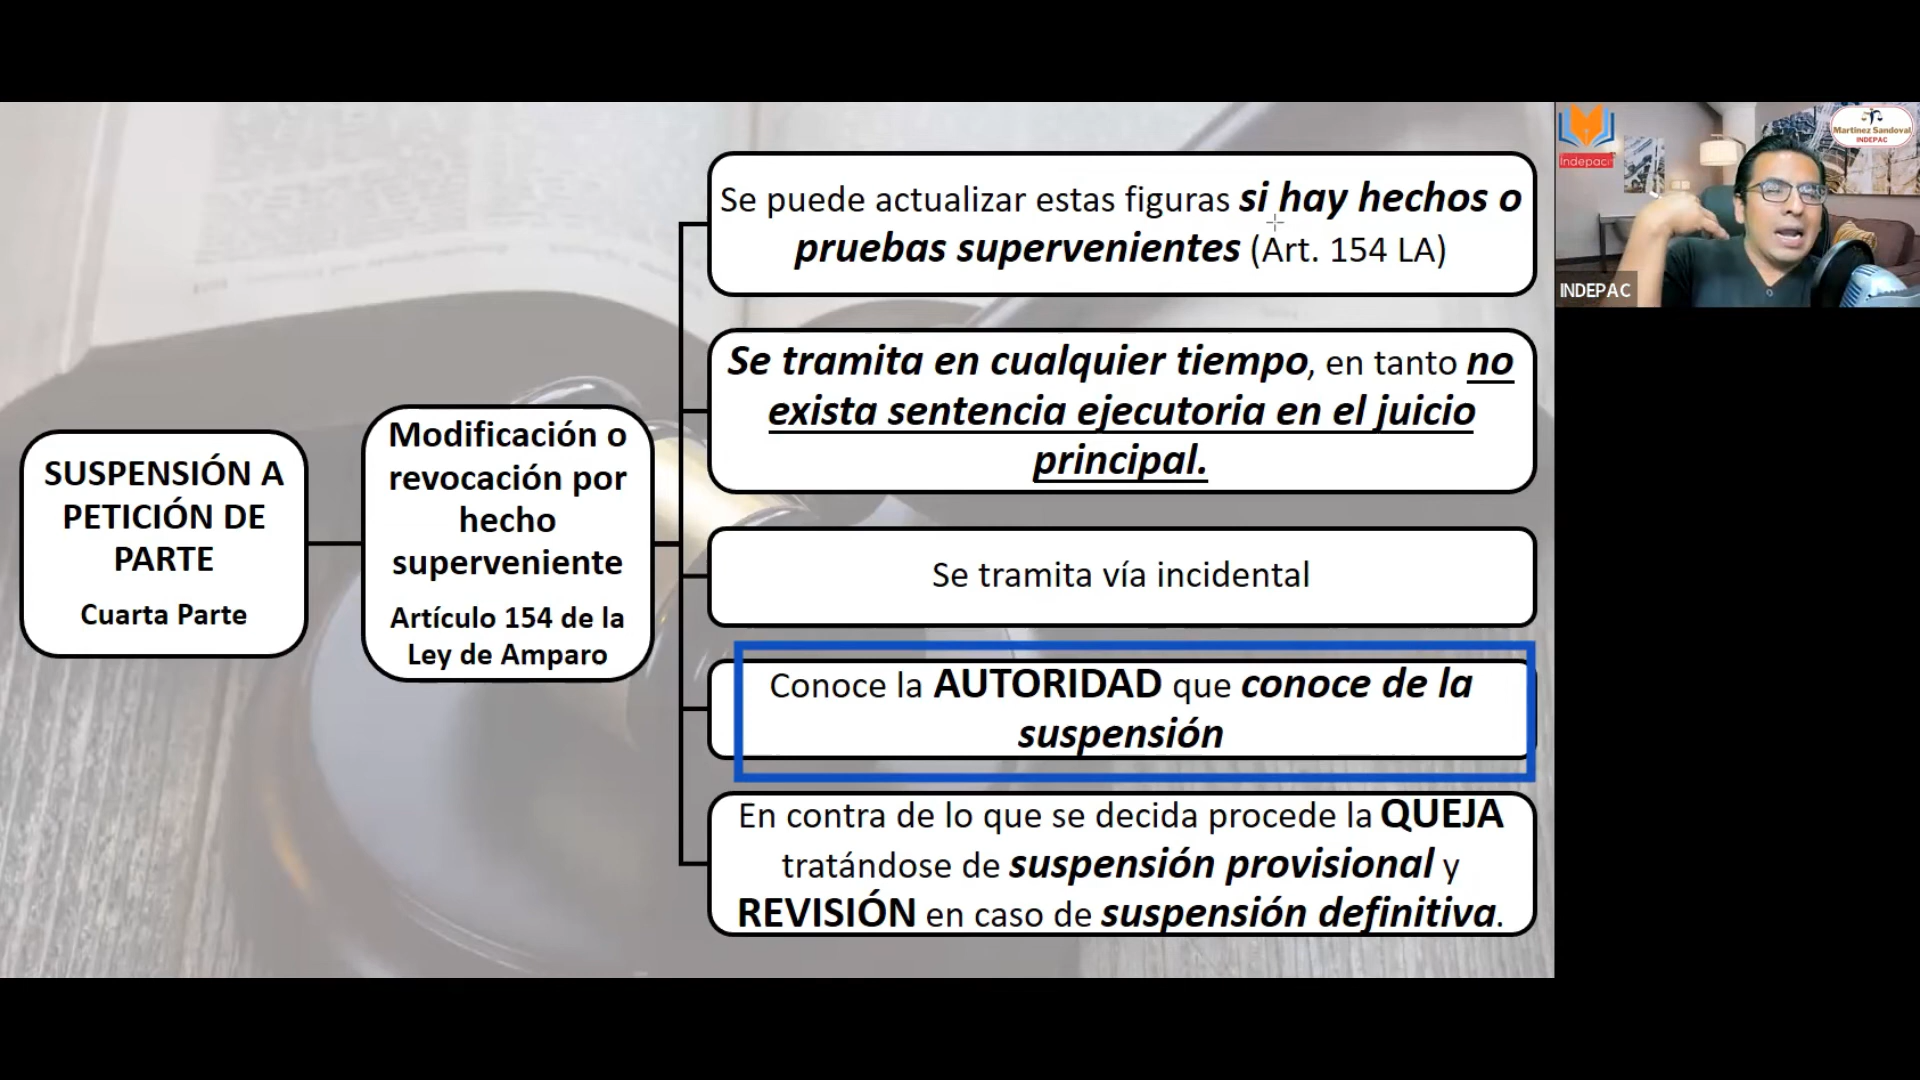 SUSPENSIÓN A
PETICIÓN DE
PARTE
Cuarta Parte
Modificación o
revocación por
hecho
superveniente
Artículo 154 de la
Ley de Amparo
Se puede actualizar estas figuras si hay hechos o
pruebas supervenientes (Art. 154 LA)
Se tramita en cualquier tiempo, en tanto no
exista sentencia ejecutoria en el juicio
principal.
Se tramita vía incidental
Conoce la AUTORIDAD que conoce de la
suspensión
En contra de lo que se decida procede la QUEJA
tratándose de suspensión provisional y
REVISIÓN en caso de suspensión definitiva.
Indepac
Martínez Sandoval
INDEPAC
INDEPAC